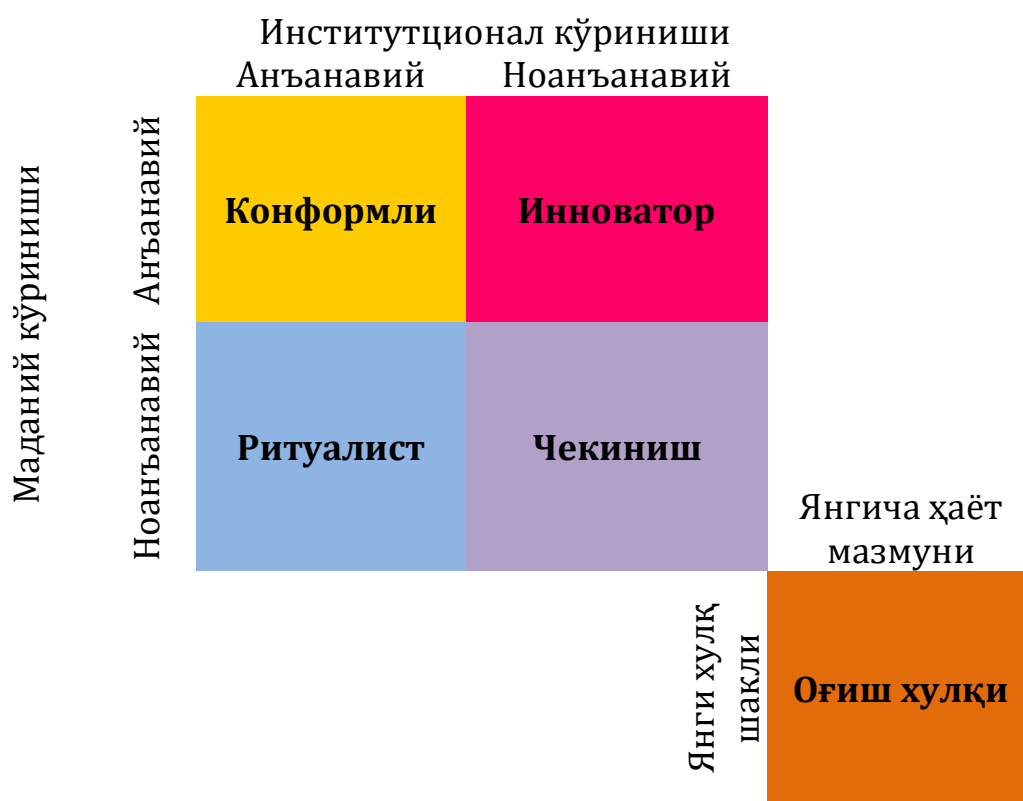 Институтционал кўриниши
Анъанавий Ноанъанавий
Маданий кўриниши
Анъанавий
Конформли
Инноватор
Ноанъанавий
Ритуалист
Чекиниш
Янгича ҳаёт
мазмуни
Янги хулқ
шакли
Оғиш хулқи